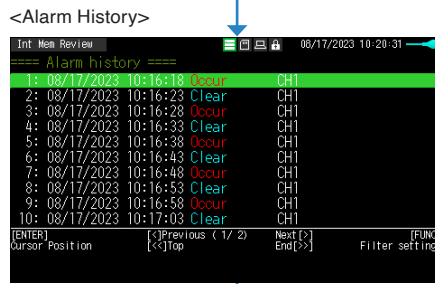 <Alarm History>
Int Mem Review 08/17/2023 10:20:31
==== Alarm history ====
1: 08/17/2023 10:16:18 Occur CH1
2: 08/17/2023 10:16:23 Clear CH1
3: 08/17/2023 10:16:28 Occur CH1
4: 08/17/2023 10:16:33 Clear CH1
5: 08/17/2023 10:16:38 Occur CH1
6: 08/17/2023 10:16:43 Clear CH1
7: 08/17/2023 10:16:48 Occur CH1
8: 08/17/2023 10:16:53 Clear CH1
9: 08/17/2023 10:16:58 Occur CH1
10: 08/17/2023 10:17:03 Clear CH1
[ENTER] [<]Previous ( 1/ 2) Next[>] [FUNC
Cursor Position [<<]Top End[>>] Filter setting